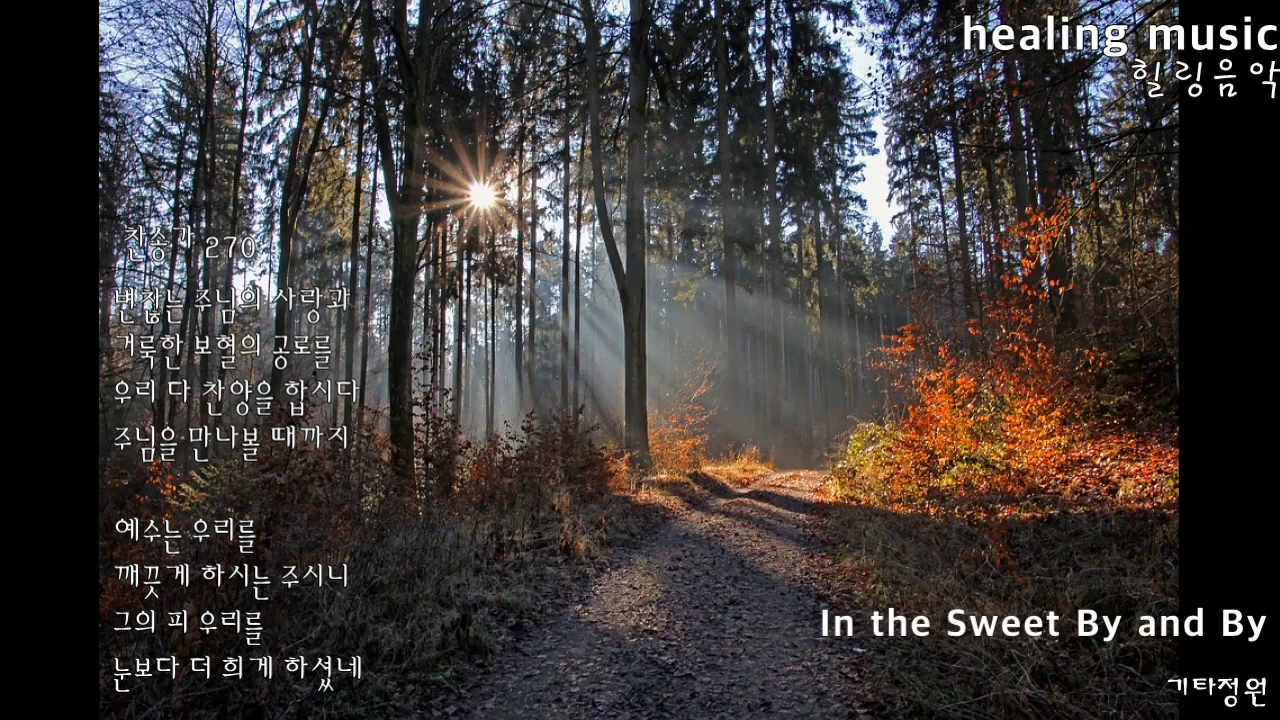 healing music
힐링음악
찬송가 270
변찮는 주님의 사랑과
거룩한 보혈의 공로를
우리 다 찬양을 합시다
주님을 만나볼 때까지
예수는 우리를
깨끗게 하시는 주시니
그의 피 우리를
눈보다 더 희게 하셨네
In the Sweet By and By
기타정원